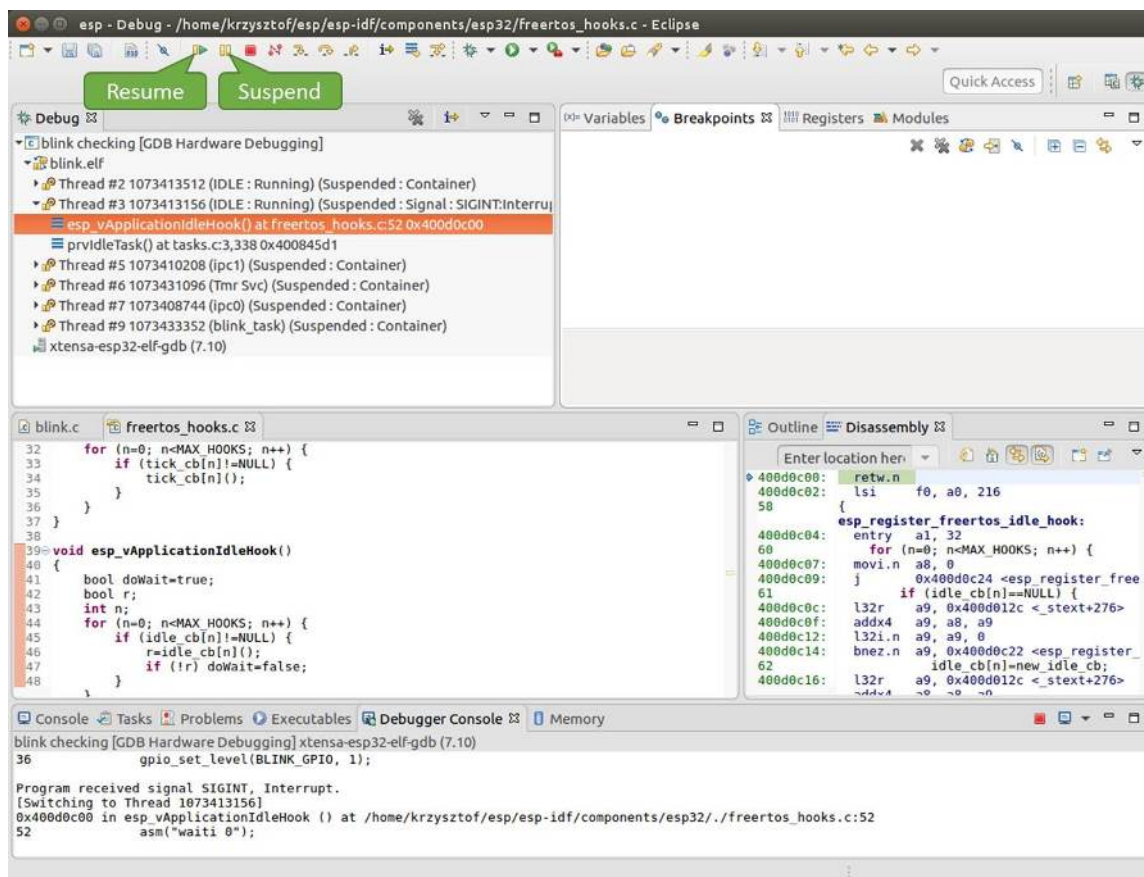 esp - Debug - /home/krzysztof/esp/esp-idf/components/esp32/freertos_hooks.c - Eclipse
Resume
Suspend
Quick Access
Debug
Variables
Breakpoints
Registers
Modules
blink checking [GDB Hardware Debugging]
blink.elf
Thread #2 1073413512 (IDLE : Running) (Suspended : Container)
Thread #3 1073413156 (IDLE : Running) (Suspended : Signal : SIGINT:Interru
esp_vApplicationIdleHook() at freertos_hooks.c:52 0x400d0c00
prvIdleTask() at tasks.c:3,338 0x400845d1
Thread #5 1073410208 (ipc1) (Suspended : Container)
Thread #6 1073431096 (Tmr Svc) (Suspended : Container)
Thread #7 1073408744 (ipc0) (Suspended : Container)
Thread #9 1073433352 (blink_task) (Suspended : Container)
xtensa-esp32-elf-gdb (7.10)
blink.c
freertos_hooks.c
32 for (n=0; n<MAX_HOOKS; n++) {
33 if (tick_cb[n]!=NULL) {
34 tick_cb[n]();
35 }
36 }
37 }
38
39 void esp_vApplicationIdleHook()
40 {
41 bool doWait=true;
42 bool r;
43 int n;
44 for (n=0; n<MAX_HOOKS; n++) {
45 if (idle_cb[n]!=NULL) {
46 r=idle_cb[n]();
47 if (!r) doWait=false;
48 }
}
Outline
Disassembly
Enter location her
400d0c00: retw.n
400d0c02: lsi f0, a0, 216
58 {
esp_register_freertos_idle_hook:
400d0c04: entry a1, 32
60 for (n=0; n<MAX_HOOKS; n++) {
400d0c07: movi.n a8, 0
400d0c09: j 0x400d0c24 <esp_register_free
61 if (idle_cb[n]==NULL) {
400d0c0c: l32r a9, 0x400d012c <_stext+276>
400d0c0f: addx4 a9, a8, a9
400d0c12: l32i.n a9, a9, 0
400d0c14: bnez.n a9, 0x400d0c22 <esp_register_
62 idle_cb[n]=new_idle_cb;
400d0c16: l32r a9, 0x400d012c <_stext+276>
addx4 a8, a8, a9
Console
Tasks
Problems
Executables
Debugger Console
Memory
blink checking [GDB Hardware Debugging] xtensa-esp32-elf-gdb (7.10)
36 gpio_set_level(BLINK_GPIO, 1);
Program received signal SIGINT, Interrupt.
[Switching to Thread 1073413156]
0x400d0c00 in esp_vApplicationIdleHook () at /home/krzysztof/esp/esp-idf/components/esp32/./freertos_hooks.c:52
52 asm("waiti 0");